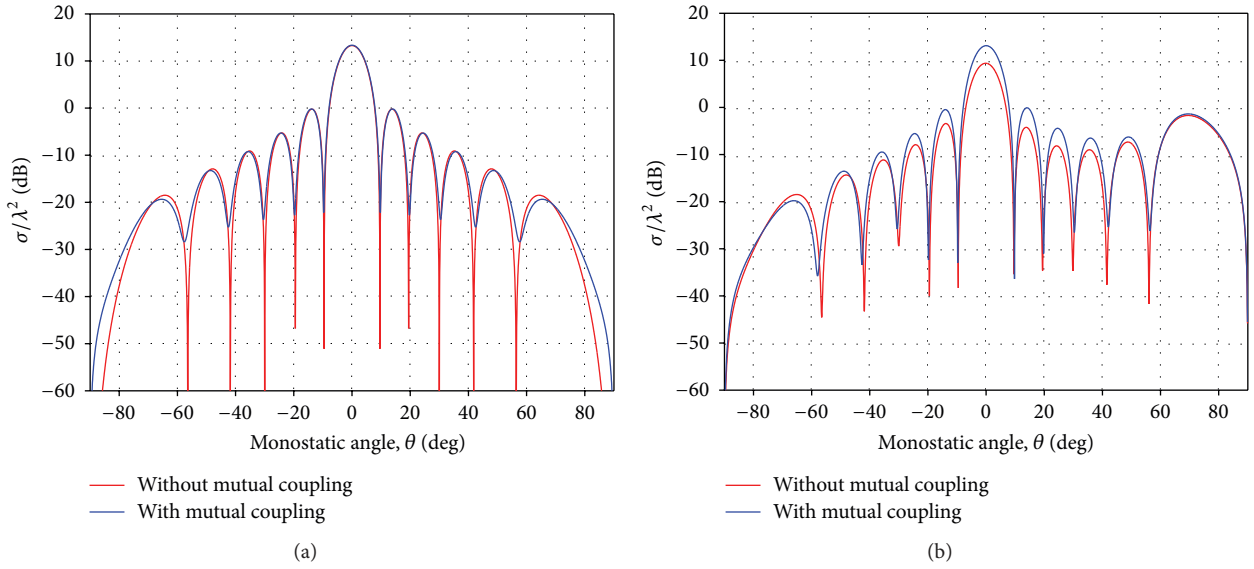 20
10
0
−10
−20
−30
−40
−50
−60
σ/λ² (dB)
−80 −60 −40 −20 0 20 40 60 80
Monostatic angle, θ (deg)
Without mutual coupling
With mutual coupling
(a)
20
10
0
−10
−20
−30
−40
−50
−60
σ/λ² (dB)
−80 −60 −40 −20 0 20 40 60 80
Monostatic angle, θ (deg)
Without mutual coupling
With mutual coupling
(b)